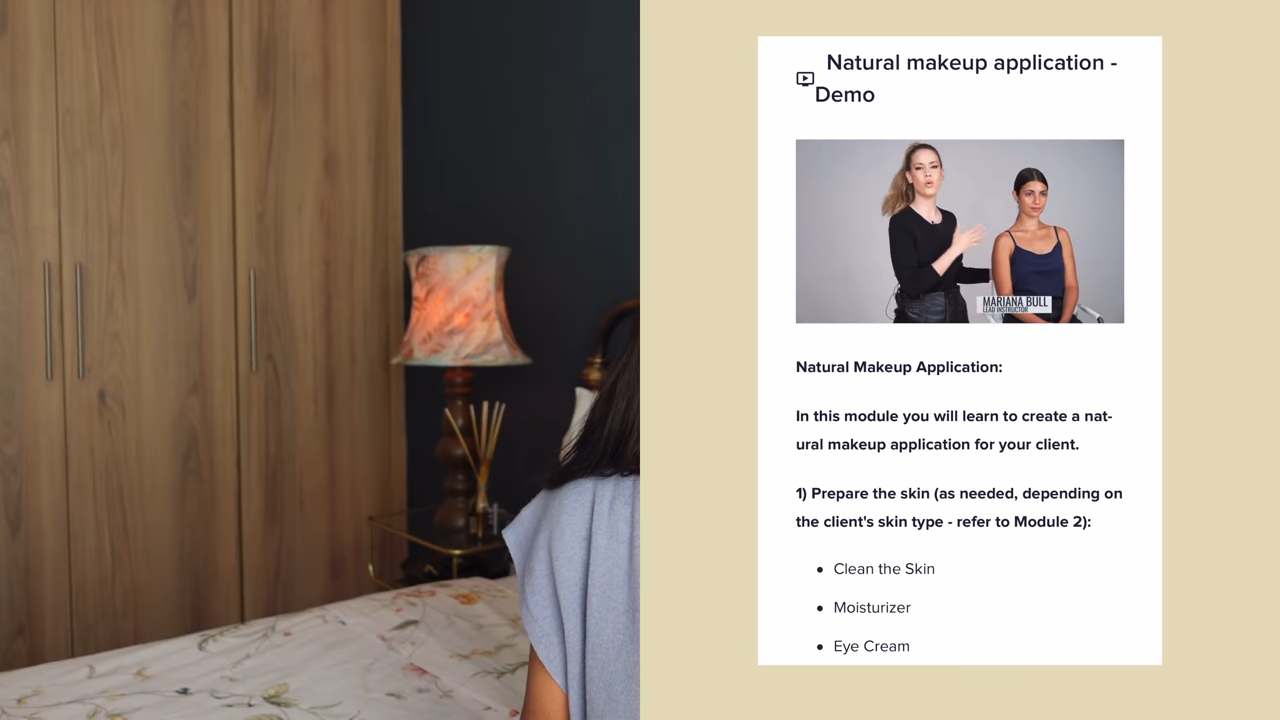 Natural makeup application -
Demo
MARIANA BULL
LEAD INSTRUCTOR
Natural Makeup Application:
In this module you will learn to create a nat-
ural makeup application for your client.
1) Prepare the skin (as needed, depending on
the client's skin type - refer to Module 2):
• Clean the Skin
• Moisturizer
• Eye Cream